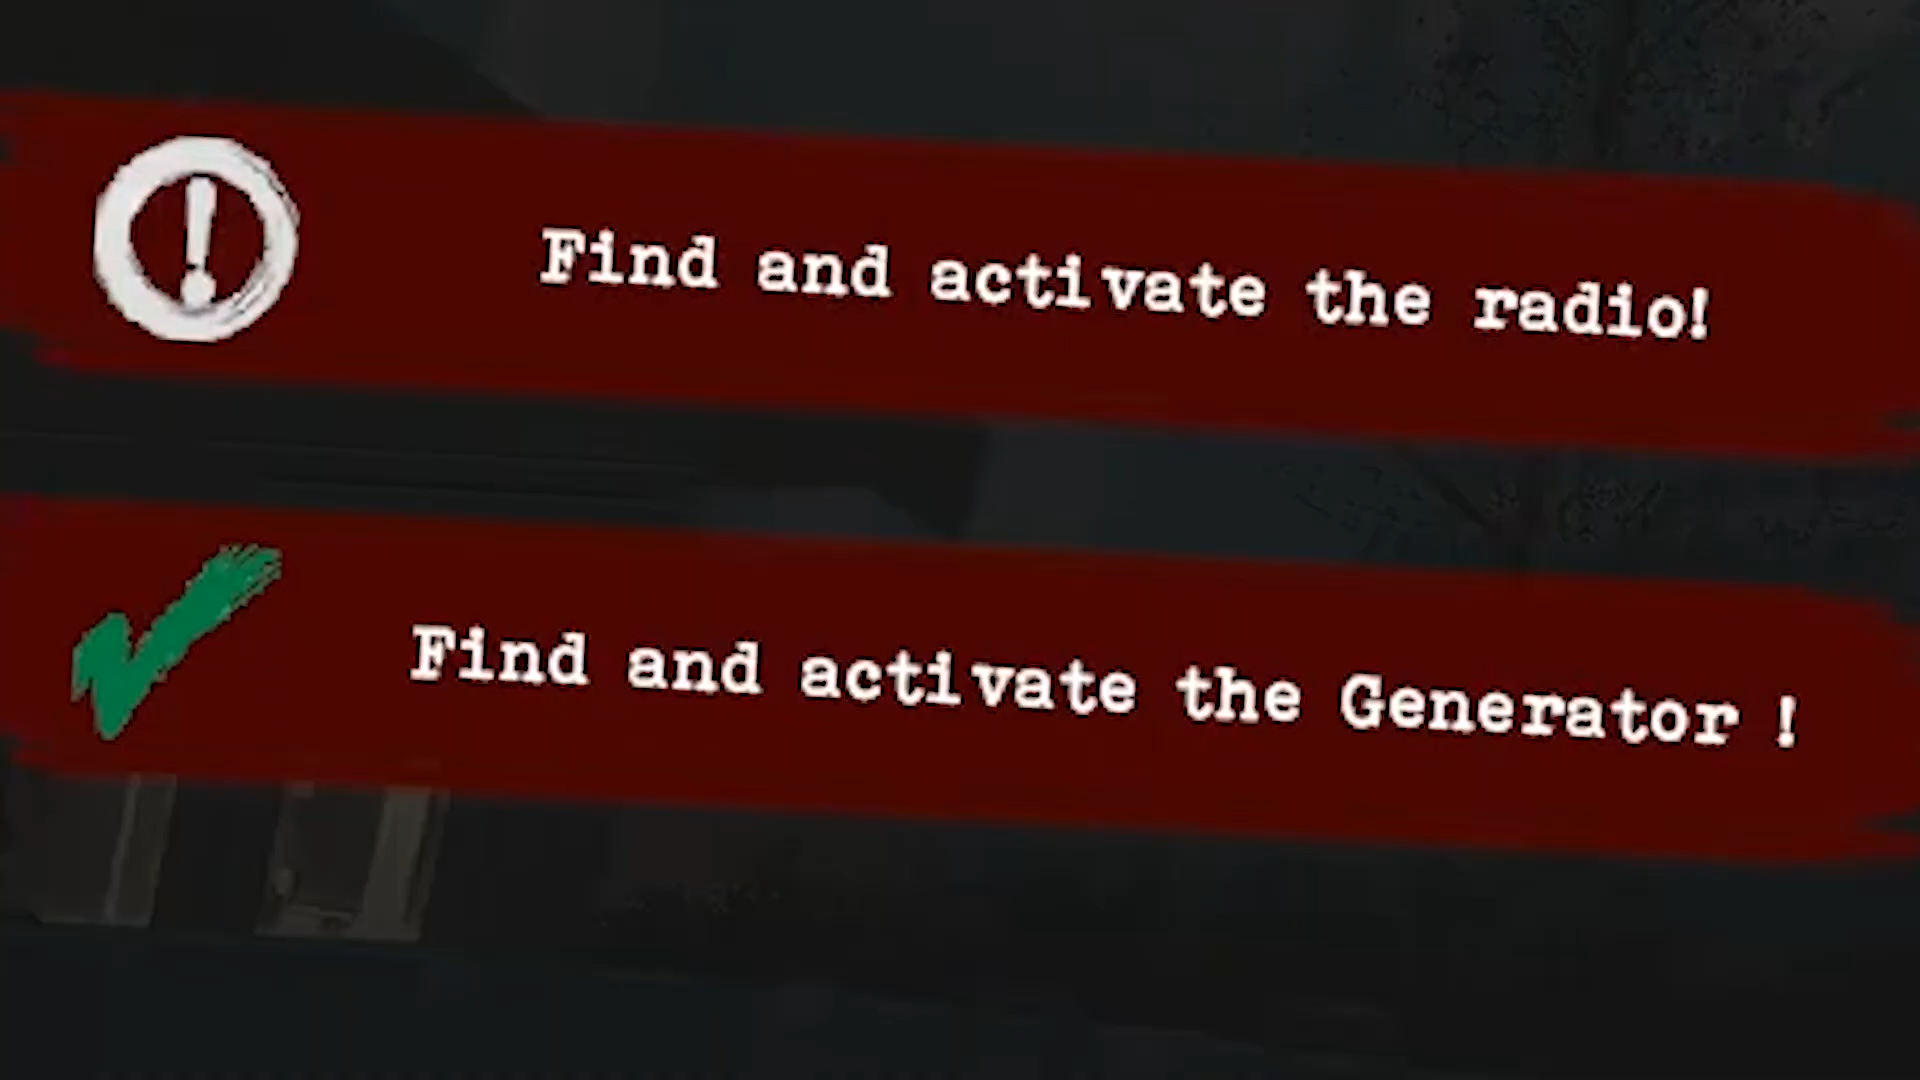 Find and activate the radio!
Find and activate the Generator !